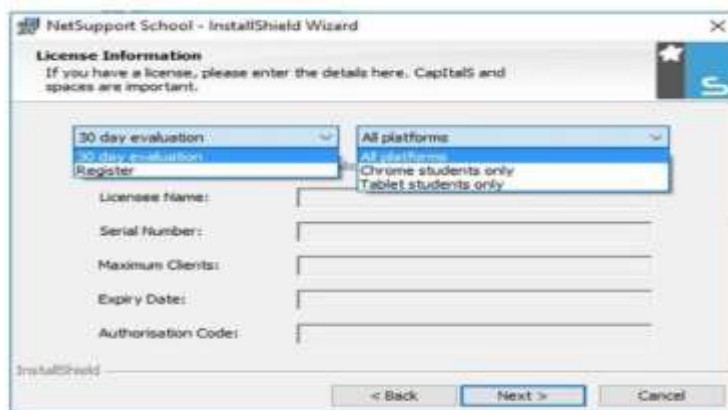 NetSupport School - InstallShield Wizard
License Information
If you have a license, please enter the details here. CapItalS and
spaces are important.
S
30 day evaluation
All platforms
30 day evaluation
All platforms
Register
Chrome students only
Tablet students only
Licensee Name:
Serial Number:
Maximum Clients:
Expiry Date:
Authorisation Code:
InstallShield
< Back
Next >
Cancel